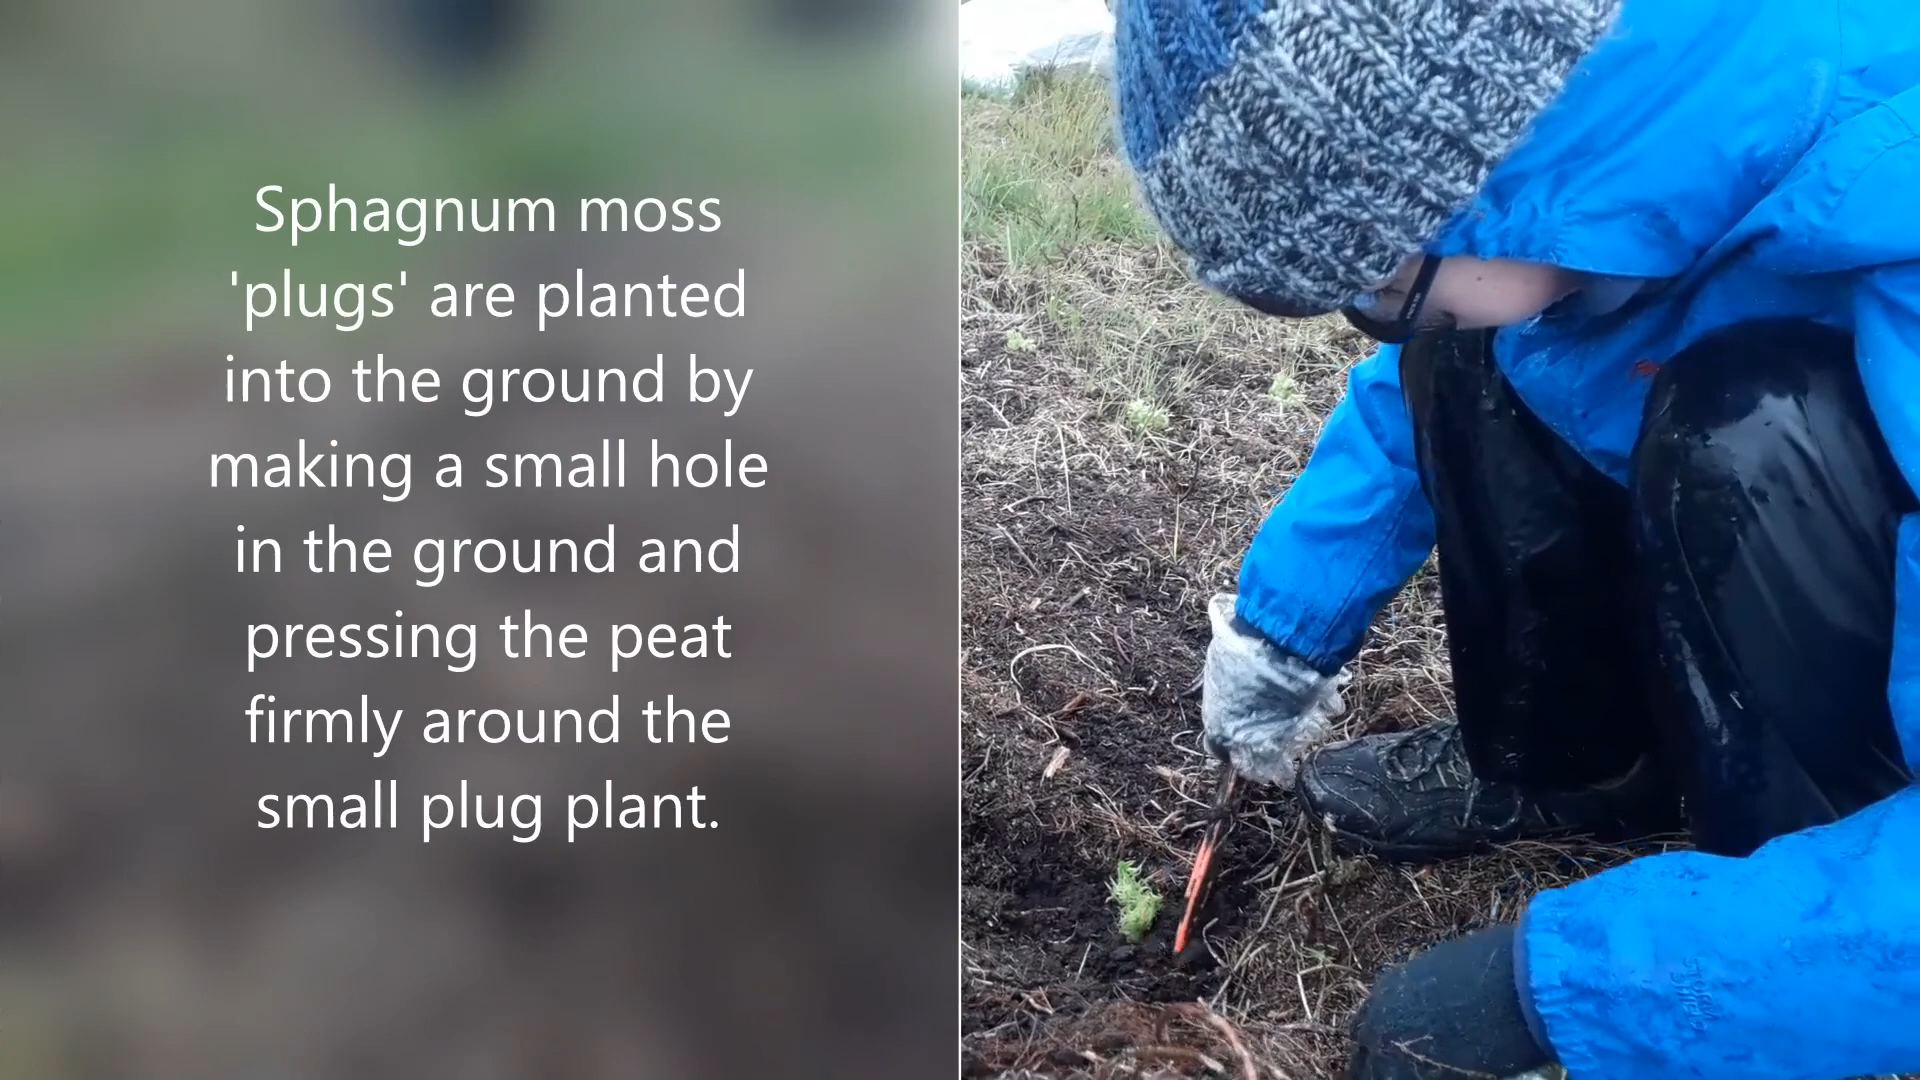 Sphagnum moss
'plugs' are planted
into the ground by
making a small hole
in the ground and
pressing the peat
firmly around the
small plug plant.